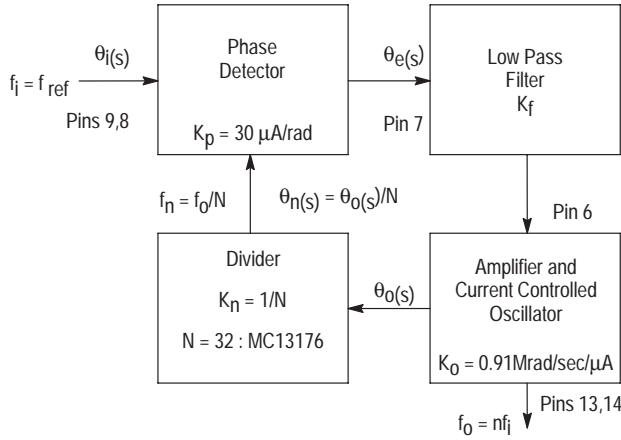 θi(s)
fi = f ref
Pins 9,8
Phase
Detector
Kp = 30 μA/rad
θe(s)
Pin 7
Low Pass
Filter
Kf
fn = fo/N
θn(s) = θo(s)/N
Pin 6
Divider
Kn = 1/N
N = 32 : MC13176
θo(s)
Amplifier and
Current Controlled
Oscillator
Ko = 0.91Mrad/sec/μA
Pins 13,14
fo = nfi